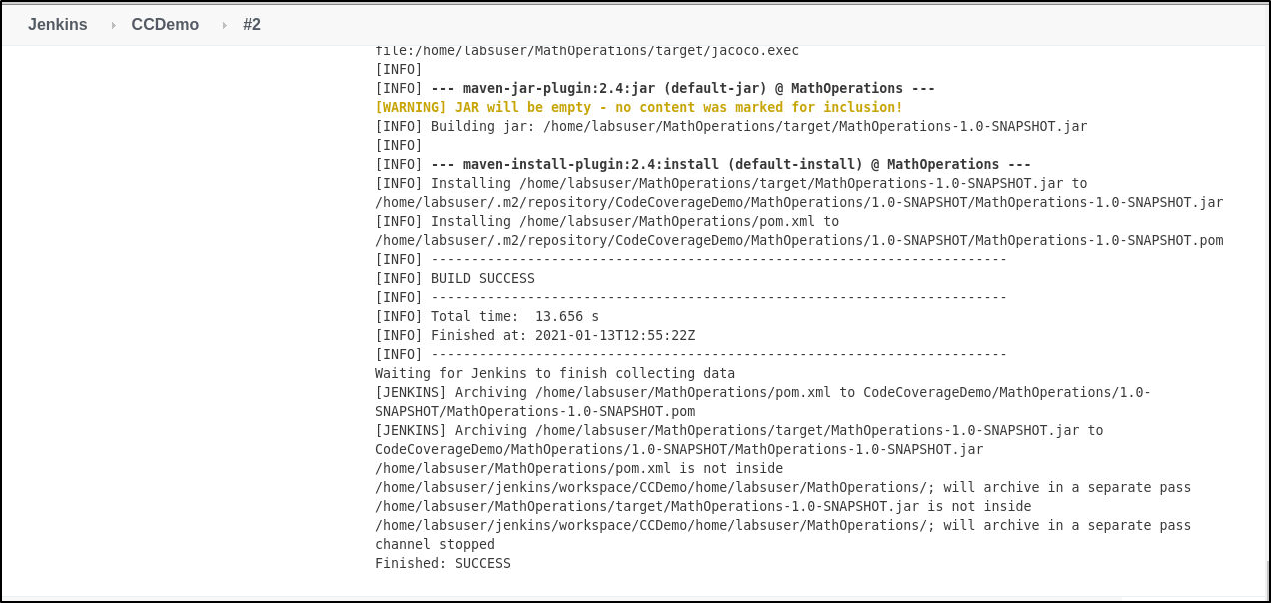 Jenkins CCDemo #2
file:/home/labsuser/MathOperations/target/jacoco.exec
[INFO]
[INFO] --- maven-jar-plugin:2.4:jar (default-jar) @ MathOperations ---
[WARNING] JAR will be empty - no content was marked for inclusion!
[INFO] Building jar: /home/labsuser/MathOperations/target/MathOperations-1.0-SNAPSHOT.jar
[INFO]
[INFO] --- maven-install-plugin:2.4:install (default-install) @ MathOperations ---
[INFO] Installing /home/labsuser/MathOperations/target/MathOperations-1.0-SNAPSHOT.jar to
/home/labsuser/.m2/repository/CodeCoverageDemo/MathOperations/1.0-SNAPSHOT/MathOperations-1.0-SNAPSHOT.jar
[INFO] Installing /home/labsuser/MathOperations/pom.xml to
/home/labsuser/.m2/repository/CodeCoverageDemo/MathOperations/1.0-SNAPSHOT/MathOperations-1.0-SNAPSHOT.pom
[INFO] ------------------------------------------------------------------------
[INFO] BUILD SUCCESS
[INFO] ------------------------------------------------------------------------
[INFO] Total time:  13.656 s
[INFO] Finished at: 2021-01-13T12:55:22Z
[INFO] ------------------------------------------------------------------------
Waiting for Jenkins to finish collecting data
[JENKINS] Archiving /home/labsuser/MathOperations/pom.xml to CodeCoverageDemo/MathOperations/1.0-
SNAPSHOT/MathOperations-1.0-SNAPSHOT.pom
[JENKINS] Archiving /home/labsuser/MathOperations/target/MathOperations-1.0-SNAPSHOT.jar to
CodeCoverageDemo/MathOperations/1.0-SNAPSHOT/MathOperations-1.0-SNAPSHOT.jar
/home/labsuser/MathOperations/pom.xml is not inside
/home/labsuser/jenkins/workspace/CCDemo/home/labsuser/MathOperations/; will archive in a separate pass
/home/labsuser/MathOperations/target/MathOperations-1.0-SNAPSHOT.jar is not inside
/home/labsuser/jenkins/workspace/CCDemo/home/labsuser/MathOperations/; will archive in a separate pass
channel stopped
Finished: SUCCESS